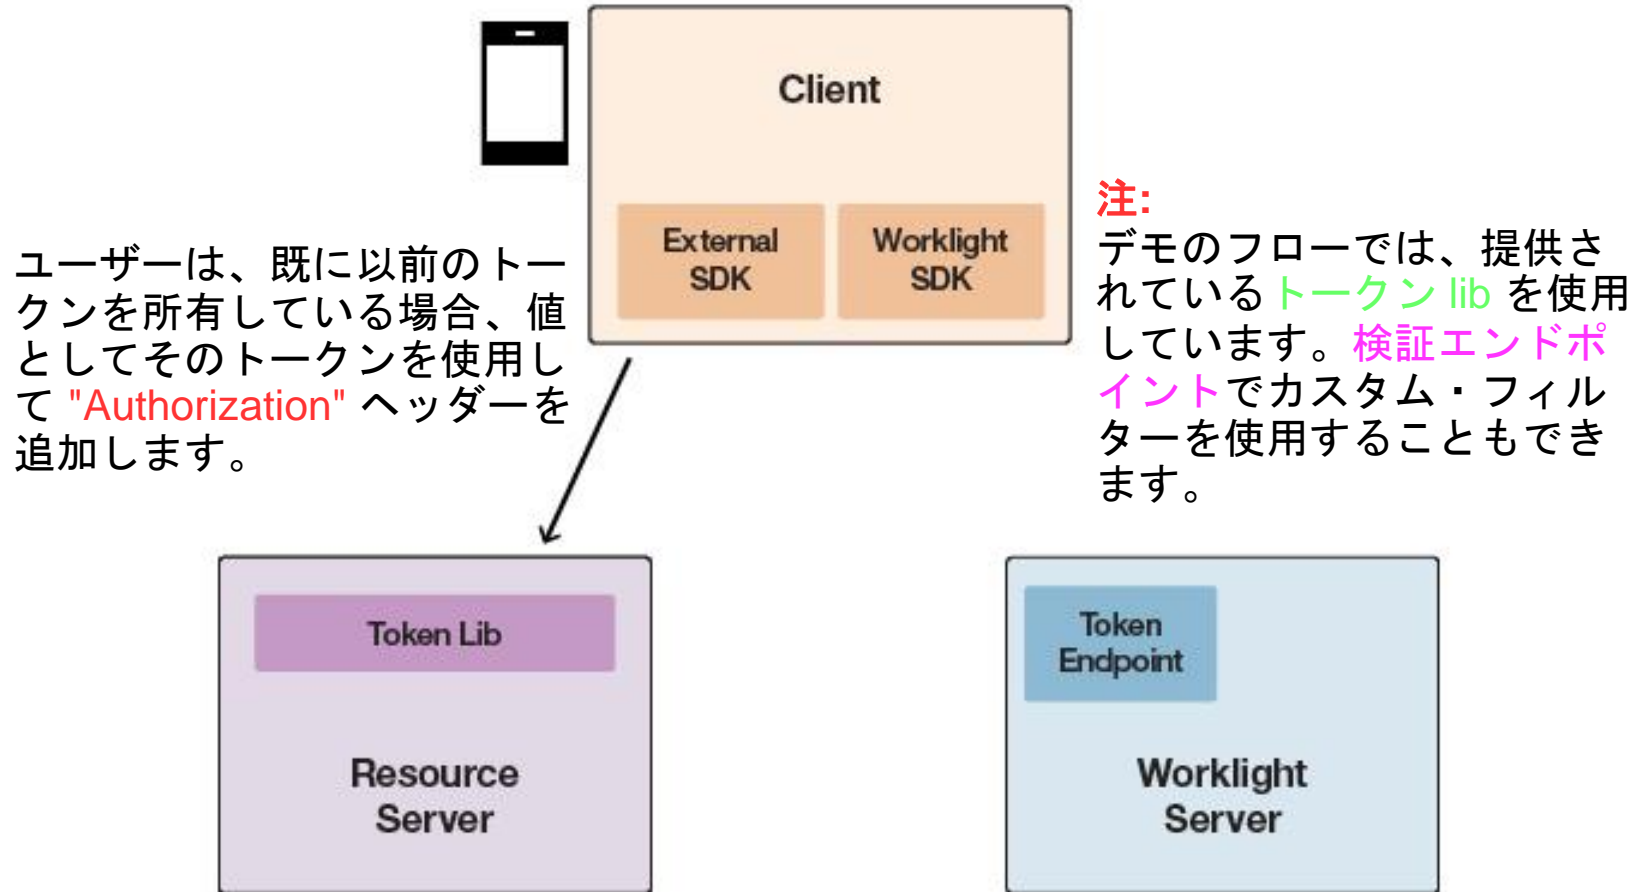 Client
External
SDK
Worklight
SDK
ユーザーは、既に以前のトー
クンを所有している場合、値
としてそのトークンを使用し
て "Authorization" ヘッダーを
追加します。
注:
デモのフローでは、提供さ
れているトークン lib を使用
しています。検証エンドポ
イントでカスタム・フィル
ターを使用することもでき
ます。
Token Lib
Resource
Server
Token
Endpoint
Worklight
Server